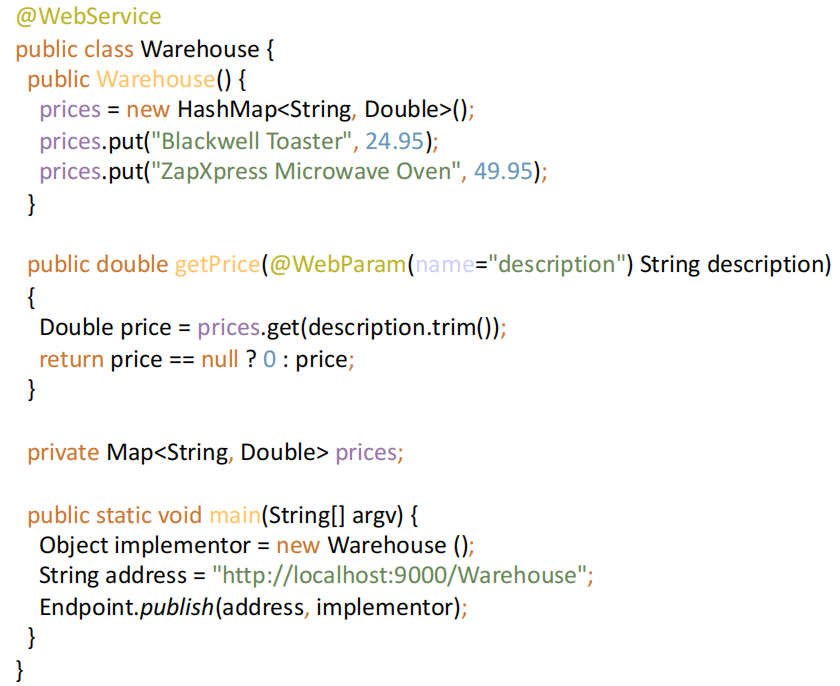 @WebService
public class Warehouse {
public Warehouse() {
prices = new HashMap<String, Double>();
prices.put("Blackwell Toaster", 24.95);
prices.put("ZapXpress Microwave Oven", 49.95);
}
public double getPrice(@WebParam(name="description") String description)
{
Double price = prices.get(description.trim());
return price == null ? 0 : price;
}
private Map<String, Double> prices;
public static void main(String[] argv) {
Object implementor = new Warehouse ();
String address = "http://localhost:9000/Warehouse";
Endpoint.publish(address, implementor);
}
}